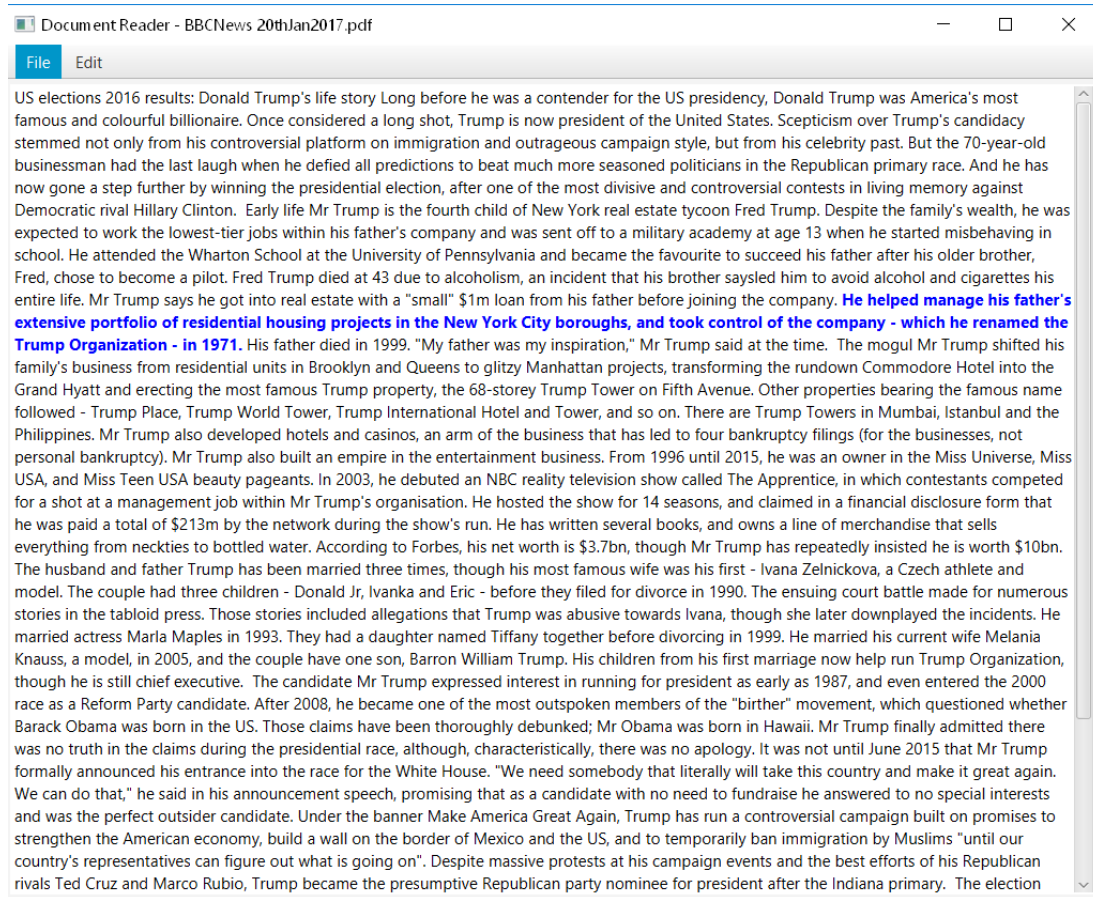 Document Reader - BBCNews 20thJan2017.pdf
File Edit
US elections 2016 results: Donald Trump's life story Long before he was a contender for the US presidency, Donald Trump was America's most
famous and colourful billionaire. Once considered a long shot, Trump is now president of the United States. Scepticism over Trump's candidacy
stemmed not only from his controversial platform on immigration and outrageous campaign style, but from his celebrity past. But the 70-year-old
businessman had the last laugh when he defied all predictions to beat much more seasoned politicians in the Republican primary race. And he has
now gone a step further by winning the presidential election, after one of the most divisive and controversial contests in living memory against
Democratic rival Hillary Clinton.  Early life Mr Trump is the fourth child of New York real estate tycoon Fred Trump. Despite the family's wealth, he was
expected to work the lowest-tier jobs within his father's company and was sent off to a military academy at age 13 when he started misbehaving in
school. He attended the Wharton School at the University of Pennsylvania and became the favourite to succeed his father after his older brother,
Fred, chose to become a pilot. Fred Trump died at 43 due to alcoholism, an incident that his brother saysled him to avoid alcohol and cigarettes his
entire life. Mr Trump says he got into real estate with a "small" $1m loan from his father before joining the company. He helped manage his father's
extensive portfolio of residential housing projects in the New York City boroughs, and took control of the company - which he renamed the
Trump Organization - in 1971. His father died in 1999. "My father was my inspiration," Mr Trump said at the time.  The mogul Mr Trump shifted his
family's business from residential units in Brooklyn and Queens to glitzy Manhattan projects, transforming the rundown Commodore Hotel into the
Grand Hyatt and erecting the most famous Trump property, the 68-storey Trump Tower on Fifth Avenue. Other properties bearing the famous name
followed - Trump Place, Trump World Tower, Trump International Hotel and Tower, and so on. There are Trump Towers in Mumbai, Istanbul and the
Philippines. Mr Trump also developed hotels and casinos, an arm of the business that has led to four bankruptcy filings (for the businesses, not
personal bankruptcy). Mr Trump also built an empire in the entertainment business. From 1996 until 2015, he was an owner in the Miss Universe, Miss
USA, and Miss Teen USA beauty pageants. In 2003, he debuted an NBC reality television show called The Apprentice, in which contestants competed
for a shot at a management job within Mr Trump's organisation. He hosted the show for 14 seasons, and claimed in a financial disclosure form that
he was paid a total of $213m by the network during the show's run. He has written several books, and owns a line of merchandise that sells
everything from neckties to bottled water. According to Forbes, his net worth is $3.7bn, though Mr Trump has repeatedly insisted he is worth $10bn.
The husband and father Trump has been married three times, though his most famous wife was his first - Ivana Zelnickova, a Czech athlete and
model. The couple had three children - Donald Jr, Ivanka and Eric - before they filed for divorce in 1990. The ensuing court battle made for numerous
stories in the tabloid press. Those stories included allegations that Trump was abusive towards Ivana, though she later downplayed the incidents. He
married actress Marla Maples in 1993. They had a daughter named Tiffany together before divorcing in 1999. He married his current wife Melania
Knauss, a model, in 2005, and the couple have one son, Barron William Trump. His children from his first marriage now help run Trump Organization,
though he is still chief executive.  The candidate Mr Trump expressed interest in running for president as early as 1987, and even entered the 2000
race as a Reform Party candidate. After 2008, he became one of the most outspoken members of the "birther" movement, which questioned whether
Barack Obama was born in the US. Those claims have been thoroughly debunked; Mr Obama was born in Hawaii. Mr Trump finally admitted there
was no truth in the claims during the presidential race, although, characteristically, there was no apology. It was not until June 2015 that Mr Trump
formally announced his entrance into the race for the White House. "We need somebody that literally will take this country and make it great again.
We can do that," he said in his announcement speech, promising that as a candidate with no need to fundraise he answered to no special interests
and was the perfect outsider candidate. Under the banner Make America Great Again, Trump has run a controversial campaign built on promises to
strengthen the American economy, build a wall on the border of Mexico and the US, and to temporarily ban immigration by Muslims "until our
country's representatives can figure out what is going on". Despite massive protests at his campaign events and the best efforts of his Republican
rivals Ted Cruz and Marco Rubio, Trump became the presumptive Republican party nominee for president after the Indiana primary.  The election